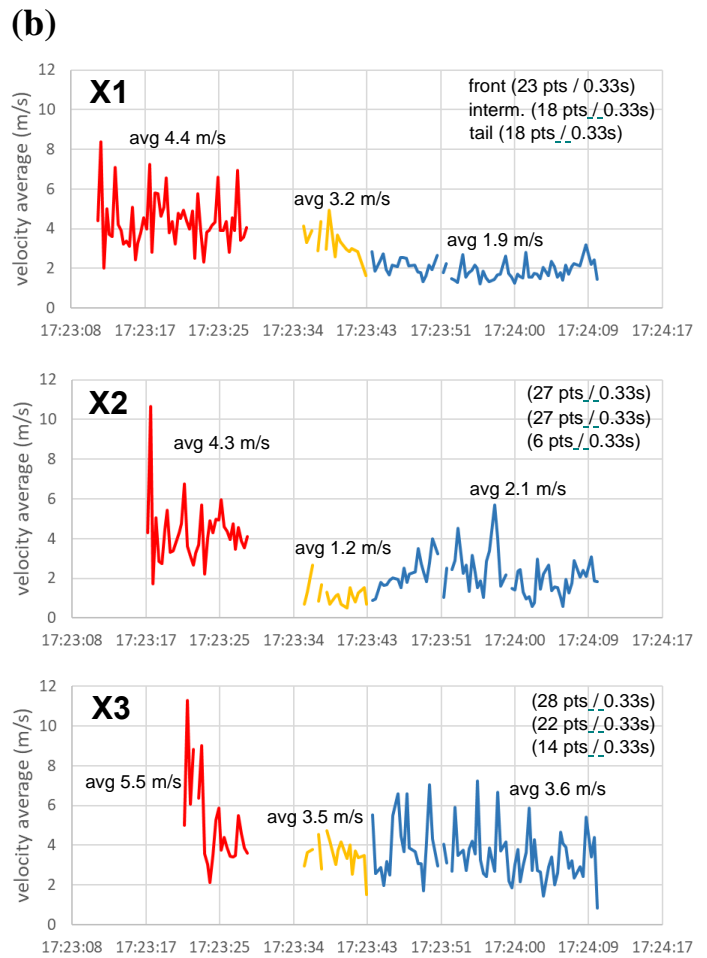 (b)
X1
front (23 pts / 0.33s)
interm. (18 pts / 0.33s)
tail (18 pts / 0.33s)
avg 4.4 m/s
avg 3.2 m/s
avg 1.9 m/s
velocity average (m/s)
12
10
8
6
4
2
0
17:23:08 17:23:17 17:23:25 17:23:34 17:23:43 17:23:51 17:24:00 17:24:09 17:24:17
X2
(27 pts / 0.33s)
(27 pts / 0.33s)
(6 pts / 0.33s)
avg 4.3 m/s
avg 1.2 m/s
avg 2.1 m/s
velocity average (m/s)
12
10
8
6
4
2
0
17:23:08 17:23:17 17:23:25 17:23:34 17:23:43 17:23:51 17:24:00 17:24:09 17:24:17
X3
(28 pts / 0.33s)
(22 pts / 0.33s)
(14 pts / 0.33s)
avg 5.5 m/s
avg 3.5 m/s
avg 3.6 m/s
velocity average (m/s)
12
10
8
6
4
2
0
17:23:08 17:23:17 17:23:25 17:23:34 17:23:43 17:23:51 17:24:00 17:24:09 17:24:17